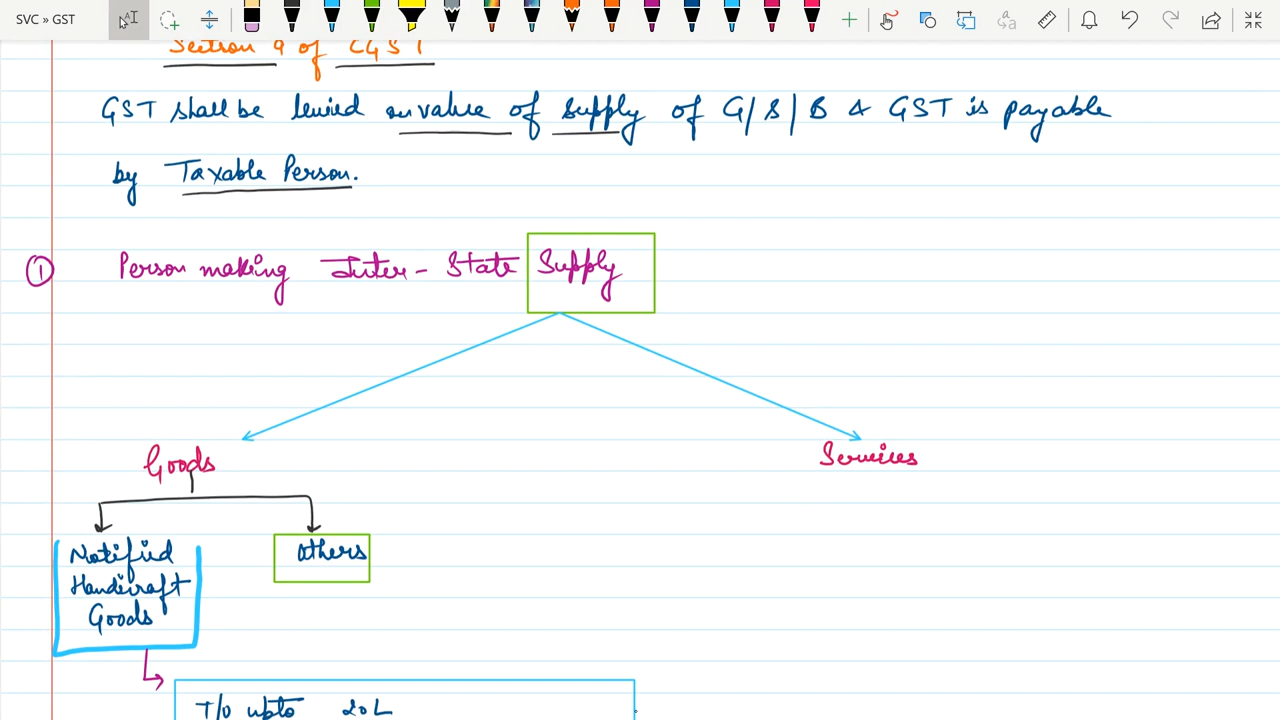 SVC » GST
Section 9 of CGST
GST shall be levied on value of supply of G/S/B & GST is payable
by Taxable Person.
① Person making Inter-State Supply
Goods
Services
Notified
Handicraft
Goods
others
T/O upto 20L